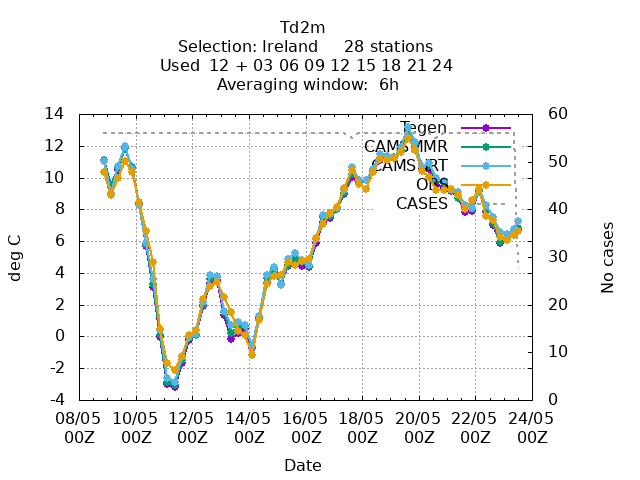 Td2m
Selection: Ireland 28 stations
Used 12 + 03 06 09 12 15 18 21 24
Averaging window: 6h
14
12
10
8
6
4
2
0
-2
-4
deg C
60
50
40
30
20
10
0
No cases
Tegen
OBS
CASES
08/05 10/05 12/05 14/05 16/05 18/05 20/05 22/05 24/05
00Z 00Z 00Z 00Z 00Z 00Z 00Z 00Z 00Z
Date